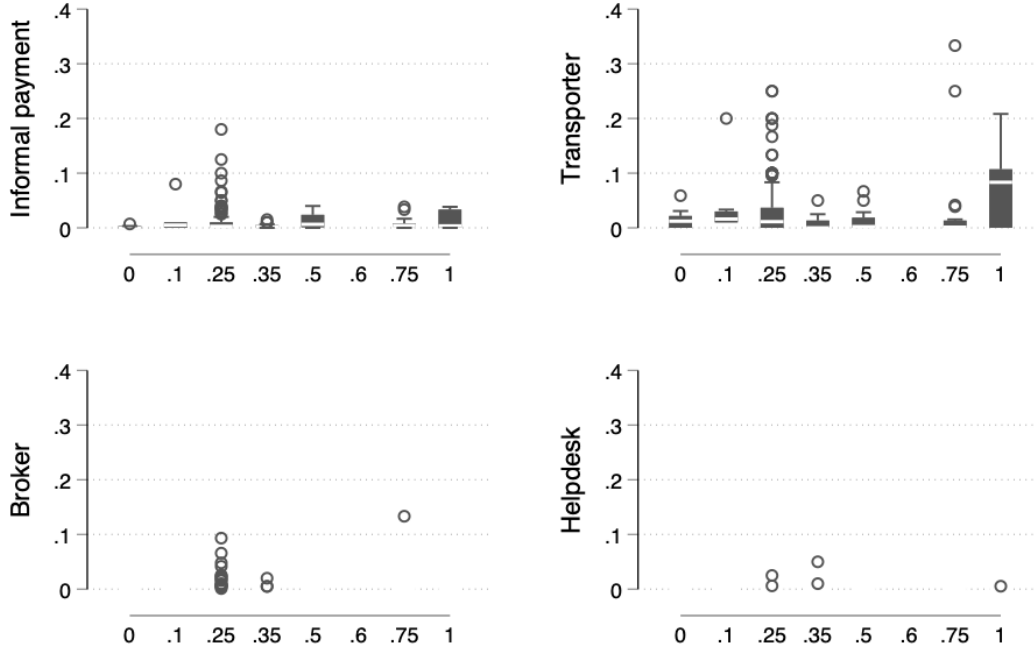 Informal payment
.4
.3
.2
.1
0
0 .1 .25 .35 .5 .6 .75 1
Transporter
.4
.3
.2
.1
0
0 .1 .25 .35 .5 .6 .75 1
Broker
.4
.3
.2
.1
0
0 .1 .25 .35 .5 .6 .75 1
Helpdesk
.4
.3
.2
.1
0
0 .1 .25 .35 .5 .6 .75 1